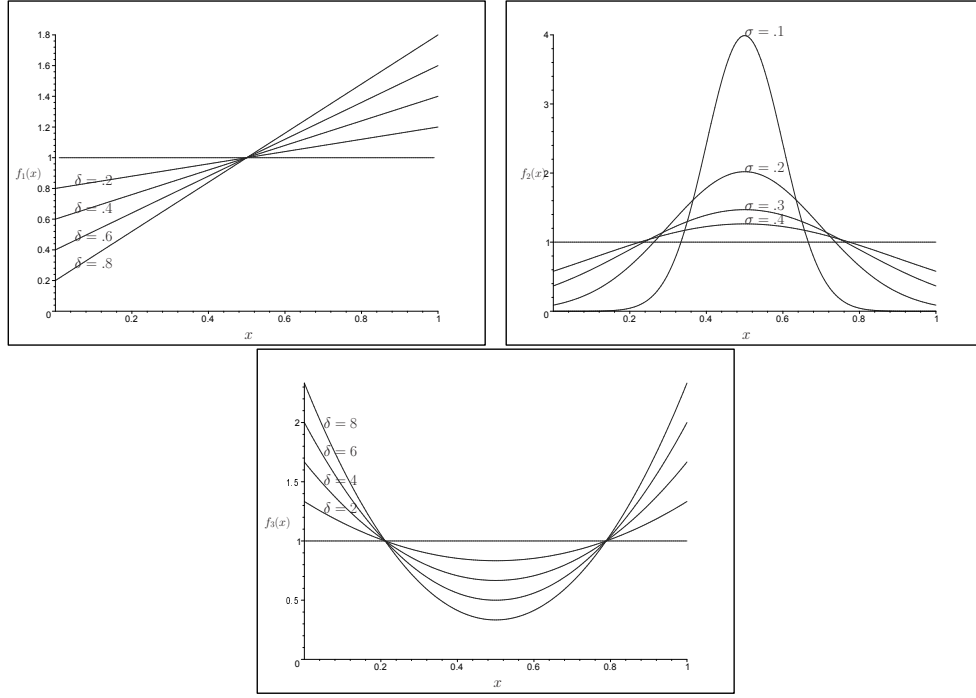 1.8
1.6
1.4
1.2
1
f₁(x)
0.8
0.6
0.4
0.2
0
δ = .2
δ = .4
δ = .6
δ = .8
0.2 0.4 0.6 0.8 1
x
4
3
2
1
0
f₂(x)
σ = .1
σ = .2
σ = .3
σ = .4
0.2 0.4 0.6 0.8 1
x
2
1.5
1
0.5
0
f₃(x)
δ = 8
δ = 6
δ = 4
δ = 2
0.2 0.4 0.6 0.8 1
x